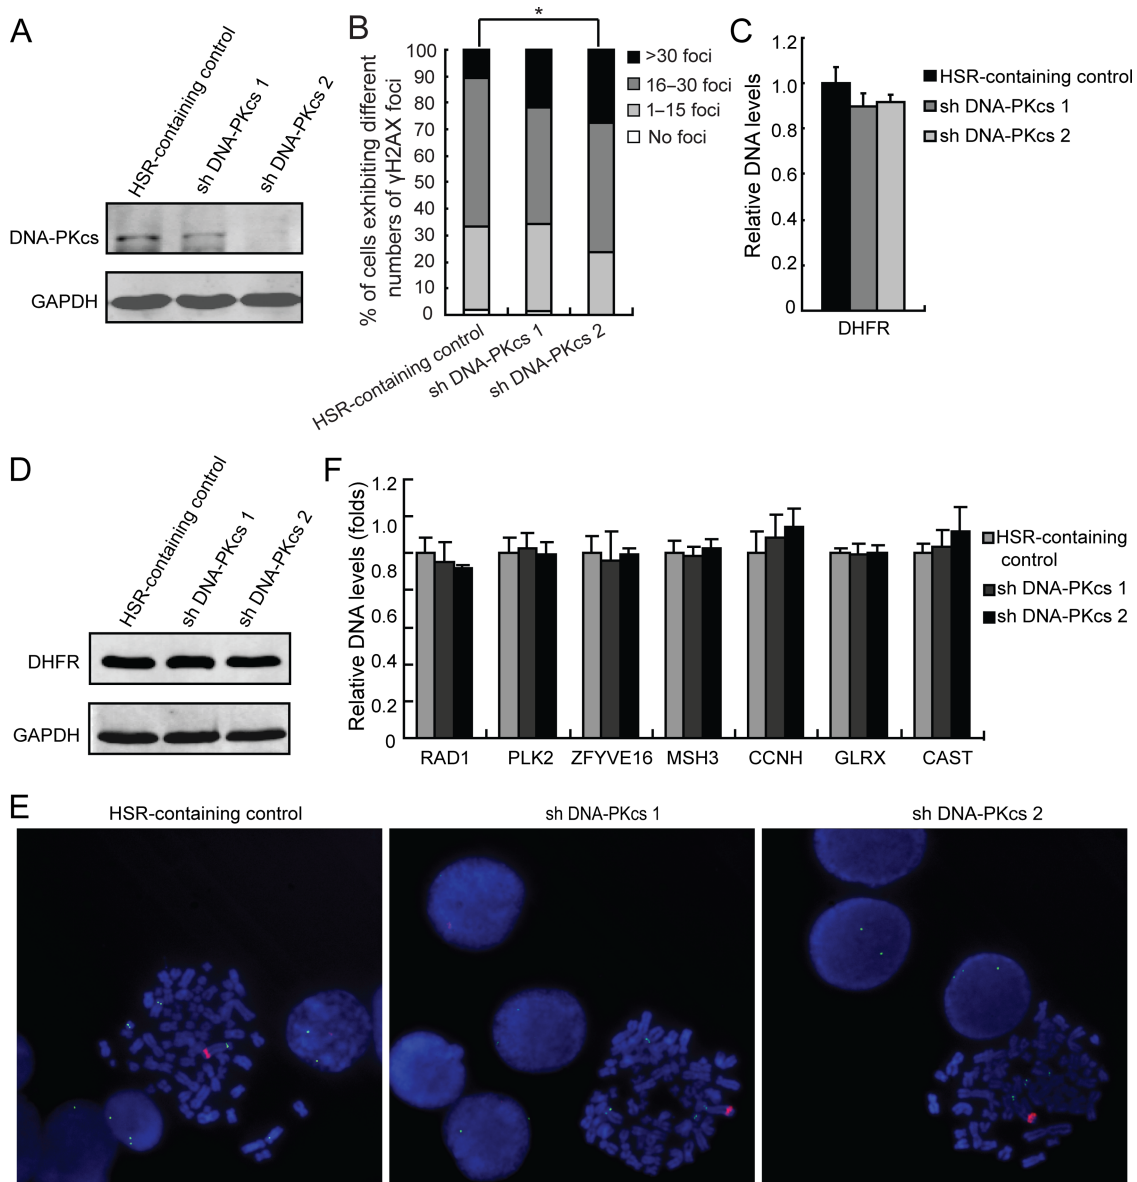 A
HSR-containing control
sh DNA-PKcs 1
sh DNA-PKcs 2
DNA-PKcs
GAPDH
B
*
% of cells exhibiting different
numbers of γH2AX foci
100
90
80
70
60
50
40
30
20
10
0
>30 foci
16–30 foci
1–15 foci
No foci
HSR-containing control
sh DNA-PKcs 1
sh DNA-PKcs 2
C
Relative DNA levels
1.2
1.0
0.8
0.6
0.4
0.2
0
HSR-containing control
sh DNA-PKcs 1
sh DNA-PKcs 2
DHFR
D
HSR-containing control
sh DNA-PKcs 1
sh DNA-PKcs 2
DHFR
GAPDH
F
Relative DNA levels (folds)
1.2
1.0
0.8
0.6
0.4
0.2
0
HSR-containing
control
sh DNA-PKcs 1
sh DNA-PKcs 2
RAD1 PLK2 ZFYVE16 MSH3 CCNH GLRX CAST
E
HSR-containing control
sh DNA-PKcs 1
sh DNA-PKcs 2